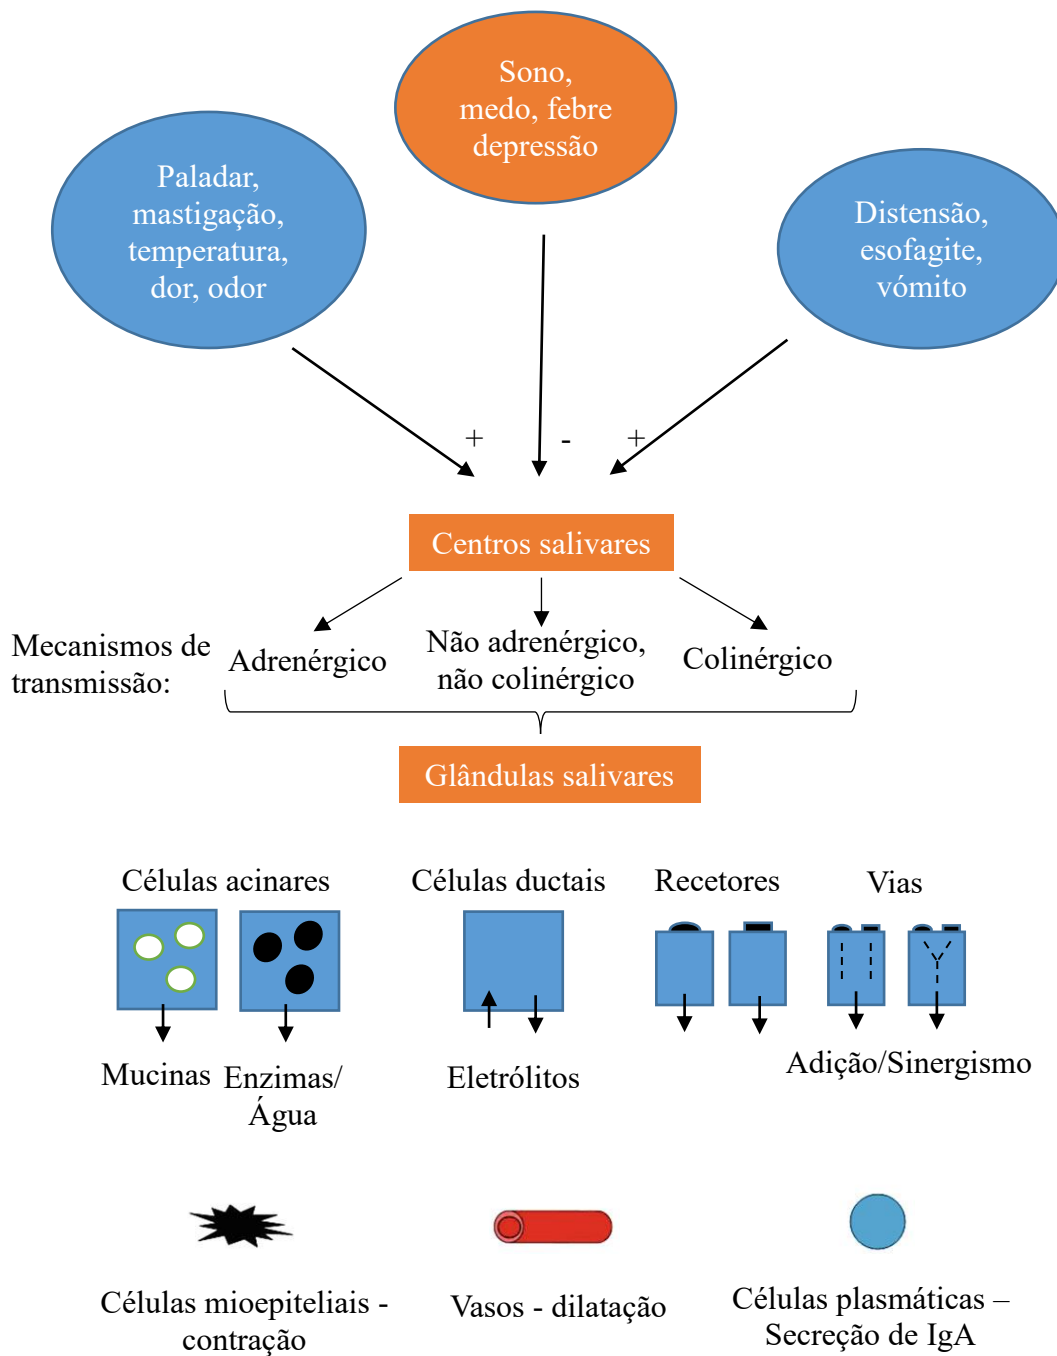 Sono,
medo, febre
depressão
Paladar,
mastigação,
temperatura,
dor, odor
Distensão,
esofagite,
vómito
+
-
+
Centros salivares
Mecanismos de
transmissão:
Adrenérgico
Não adrenérgico,
não colinérgico
Colinérgico
Glândulas salivares
Células acinares
Células ductais
Recetores
Vias
Mucinas
Enzimas/
Água
Eletrólitos
Adição/Sinergismo
Células mioepiteliais -
contração
Vasos - dilatação
Células plasmáticas –
Secreção de IgA